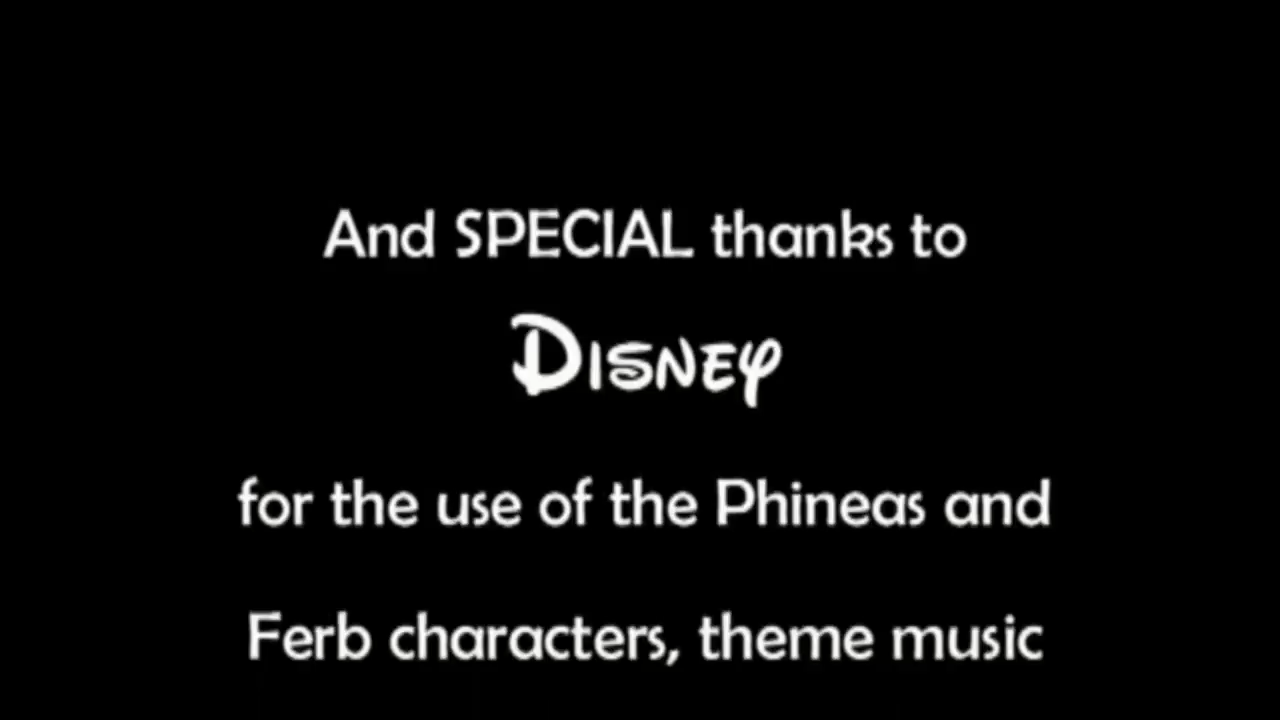 And SPECIAL thanks to
DISNEY
for the use of the Phineas and
Ferb characters, theme music